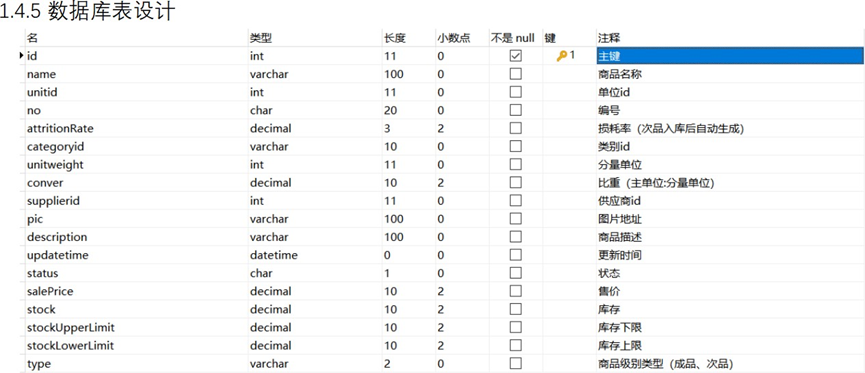 1.4.5 数据库表设计
名 类型 长度 小数点 不是 null 键 注释
id int 11 0 1 主键
name varchar 100 0 商品名称
unitid int 11 0 单位id
no char 20 0 编号
attritionRate decimal 3 2 损耗率（次品入库后自动生成）
categoryid varchar 10 0 类别id
unitweight int 11 0 分量单位
conver decimal 10 2 比重（主单位:分量单位）
supplierid int 11 0 供应商id
pic varchar 100 0 图片地址
description varchar 100 0 商品描述
updatetime datetime 0 0 更新时间
status char 1 0 状态
salePrice decimal 10 2 售价
stock decimal 10 2 库存
stockUpperLimit decimal 10 2 库存下限
stockLowerLimit decimal 10 2 库存上限
type varchar 2 0 商品级别类型（成品、次品）